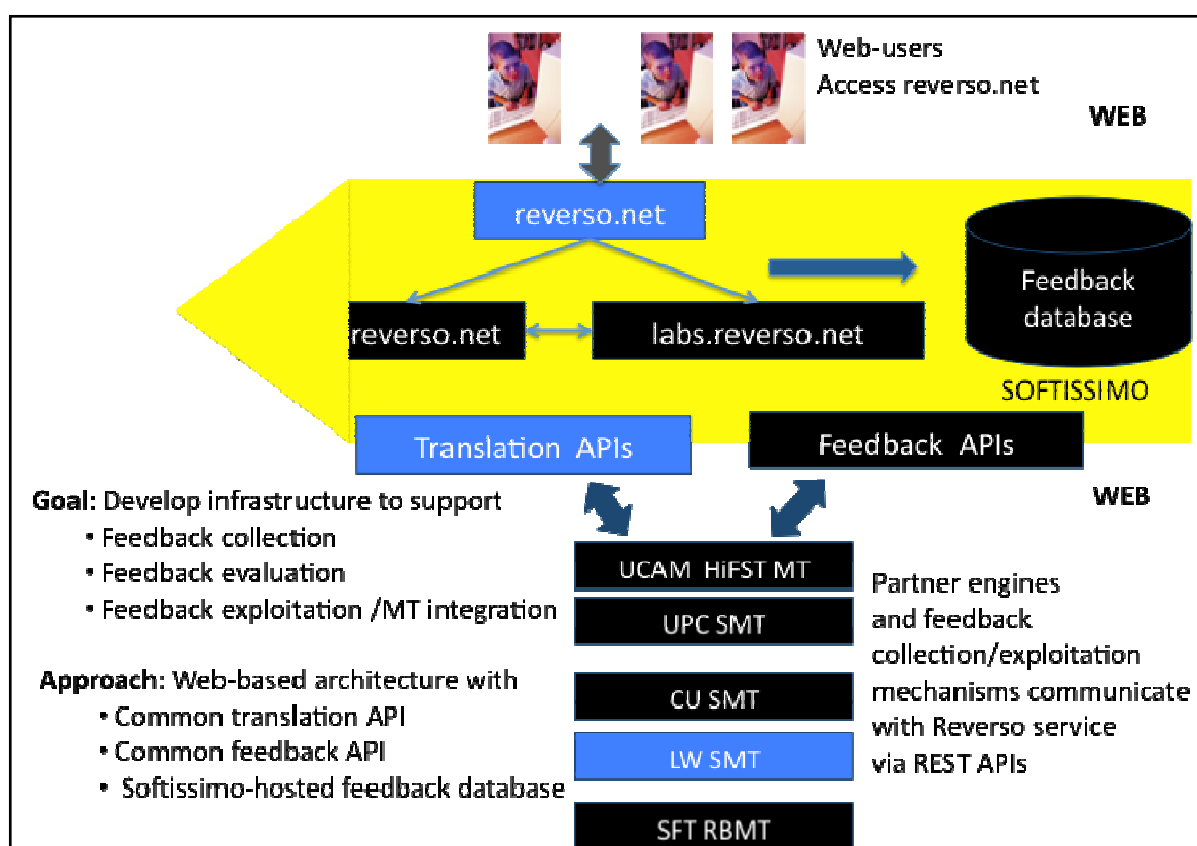 Web-users
Access reverso.net
WEB
reverso.net
Feedback
database
reverso.net
labs.reverso.net
SOFTISSIMO
Translation APIs
Feedback APIs
WEB
Goal: Develop infrastructure to support
• Feedback collection
• Feedback evaluation
• Feedback exploitation /MT integration
Approach: Web-based architecture with
• Common translation API
• Common feedback API
• Softissimo-hosted feedback database
UCAM HiFST MT
UPC SMT
CU SMT
LW SMT
SFT RBMT
Partner engines
and feedback
collection/exploitation
mechanisms communicate
with Reverso service
via REST APIs